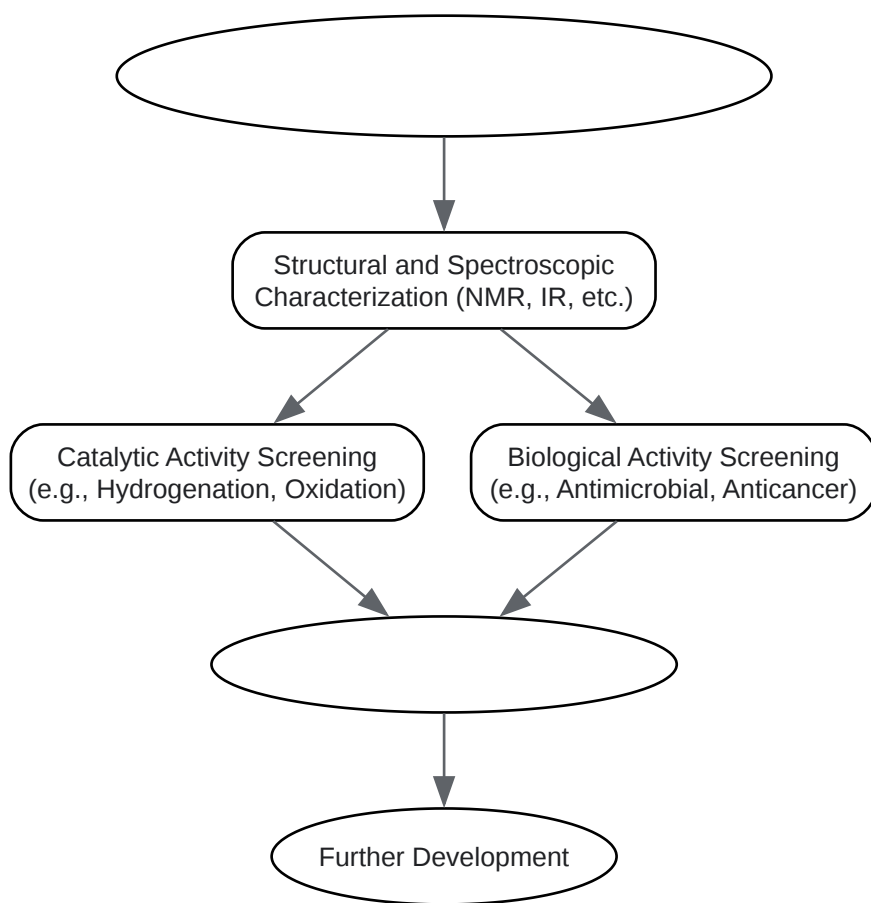 Structural and Spectroscopic
Characterization (NMR, IR, etc.)
Catalytic Activity Screening
(e.g., Hydrogenation, Oxidation)
Biological Activity Screening
(e.g., Antimicrobial, Anticancer)
Further Development